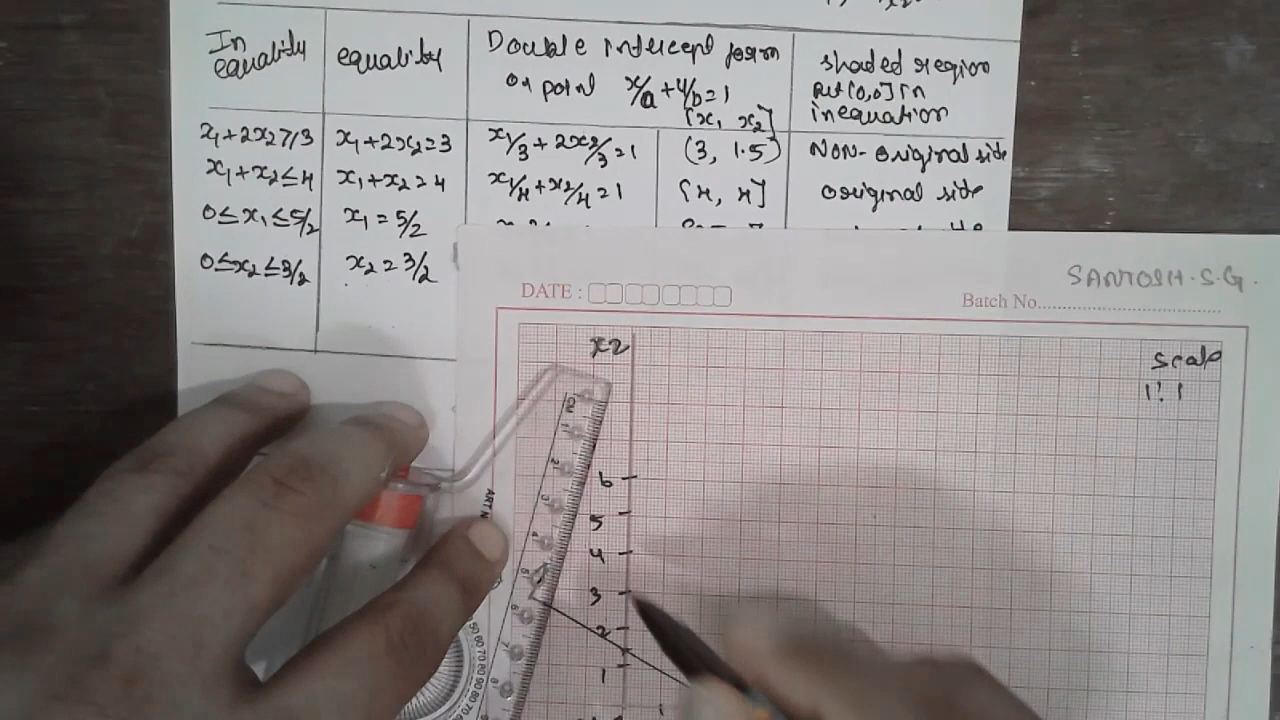 In equality
equality
Double intercept form
or point x/a + y/b = 1
[x₁ x₂]
shaded region
Put [0,0] in
inequation
x₁+2x₂≥3 x₁+2x₂=3 x₁/3+2x₂/3=1 (3, 1.5) NON-original side
x₁+x₂≤4 x₁+x₂=4 x₁/4+x₂/4=1 [4, 4] original side
0≤x₁≤5/2 x₁=5/2
0≤x₂≤3/2 x₂=3/2
SANTOSH.S.G.
DATE :
Batch No.
x2
scale
1:1
6
5
4
3
2
1